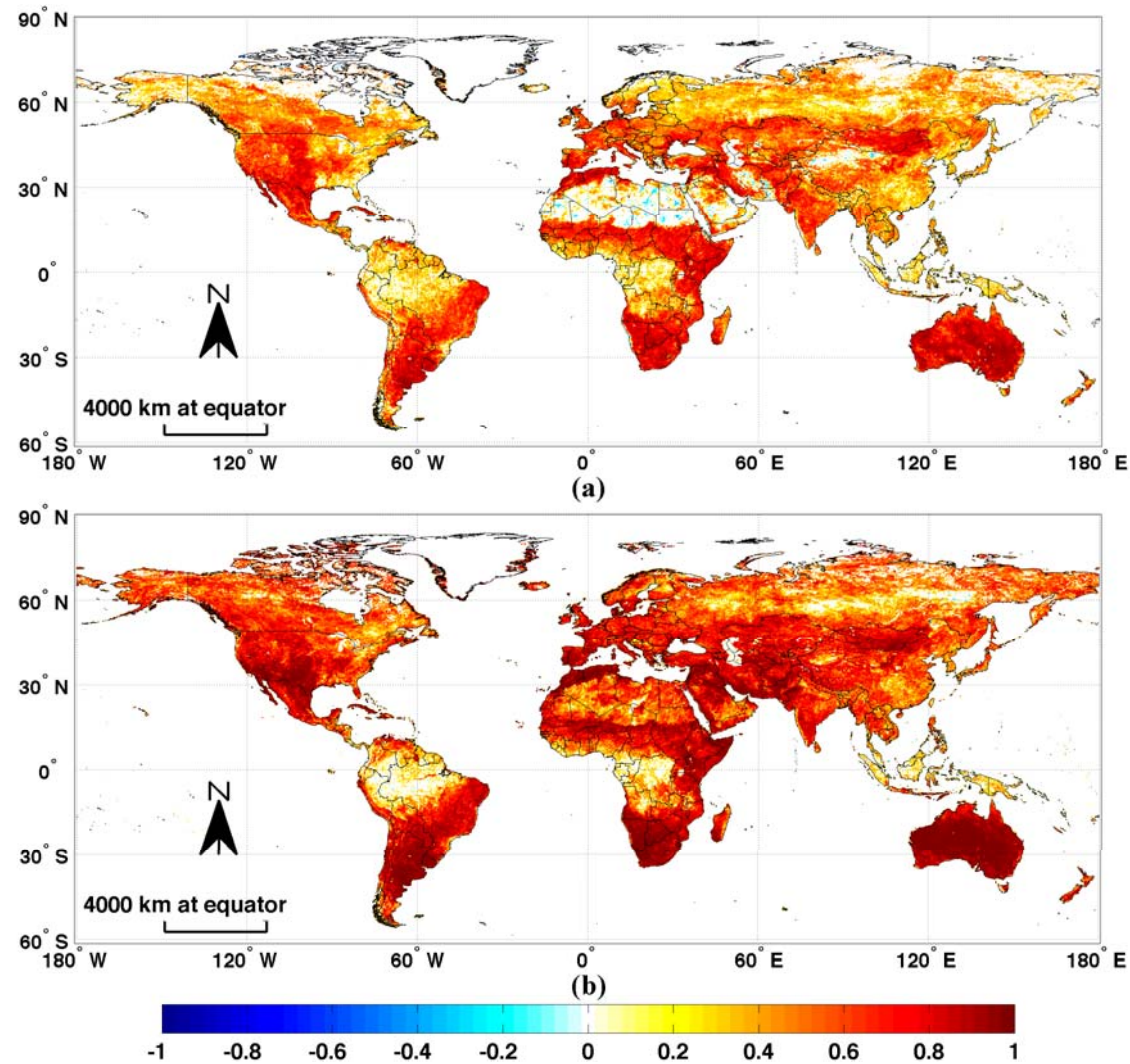 90° N
60° N
30° N
0°
N
30° S
4000 km at equator
60° S
180° W 120° W 60° W 0° 60° E 120° E 180° E
(a)
90° N
60° N
30° N
0°
N
30° S
4000 km at equator
60° S
180° W 120° W 60° W 0° 60° E 120° E 180° E
(b)
-1 -0.8 -0.6 -0.4 -0.2 0 0.2 0.4 0.6 0.8 1